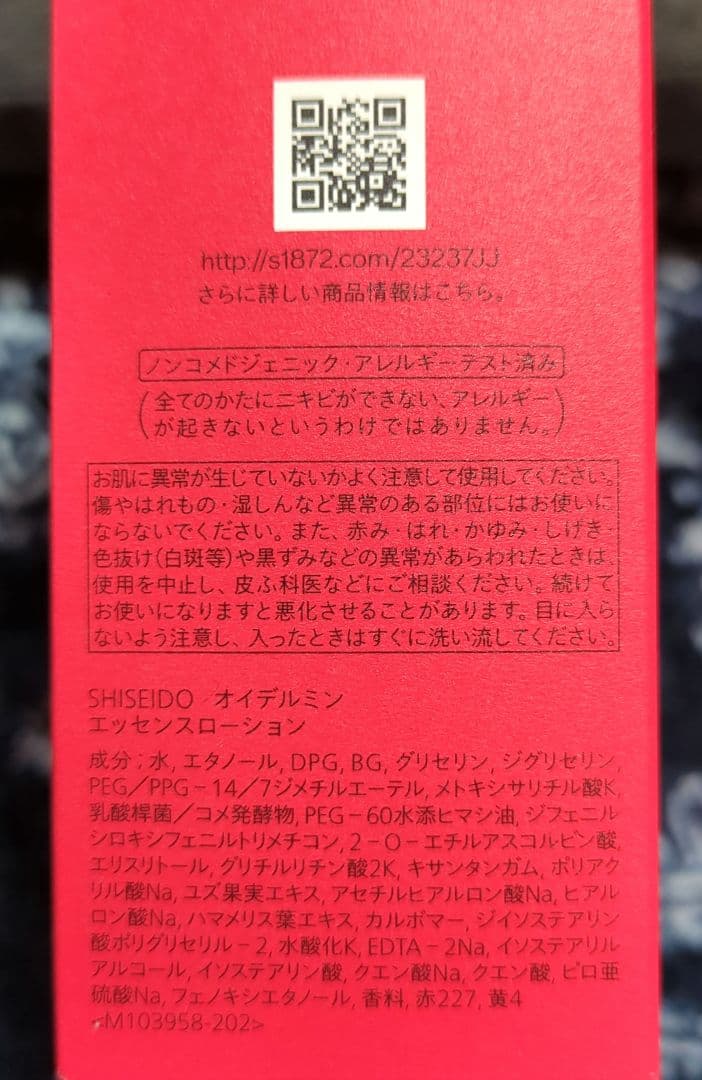 http://s1872.com/23237JJ
さらに詳しい商品情報はこちら。
ノンコメドジェニック・アレルギーテスト済み
(全てのかたにニキビができない、アレルギー
が起きないというわけではありません。)
お肌に異常が生じていないかよく注意して使用してください。
傷やはれもの・湿しんなど異常のある部位にはお使いに
ならないでください。また、赤み・はれ・かゆみ・しげき・
色抜け(白斑等)や黒ずみなどの異常があらわれたときは、
使用を中止し、皮ふ科医などにご相談ください。続けて
お使いになりますと悪化させることがあります。目に入ら
ないよう注意し、入ったときはすぐに洗い流してください。
SHISEIDO オイデルミン
エッセンスローション
成分:水, エタノール, DPG, BG, グリセリン, ジグリセリン,
PEG/PPG-14/7ジメチルエーテル, メトキシサリチル酸K,
乳酸桿菌/コメ発酵物, PEG-60水添ヒマシ油, ジフェニル
シロキシフェニルトリメチコン, 2-O-エチルアスコルビン酸,
エリスリトール, グリチルリチン酸2K, キサンタンガム, ポリアク
リル酸Na, ユズ果実エキス, アセチルヒアルロン酸Na, ヒアル
ロン酸Na, ハマメリス葉エキス, カルボマー, ジイソステアリン
酸ポリグリセリル-2, 水酸化K, EDTA-2Na, イソステアリル
アルコール, イソステアリン酸, クエン酸Na, クエン酸, ピロ亜
硫酸Na, フェノキシエタノール, 香料, 赤227, 黄4
<M103958-202>